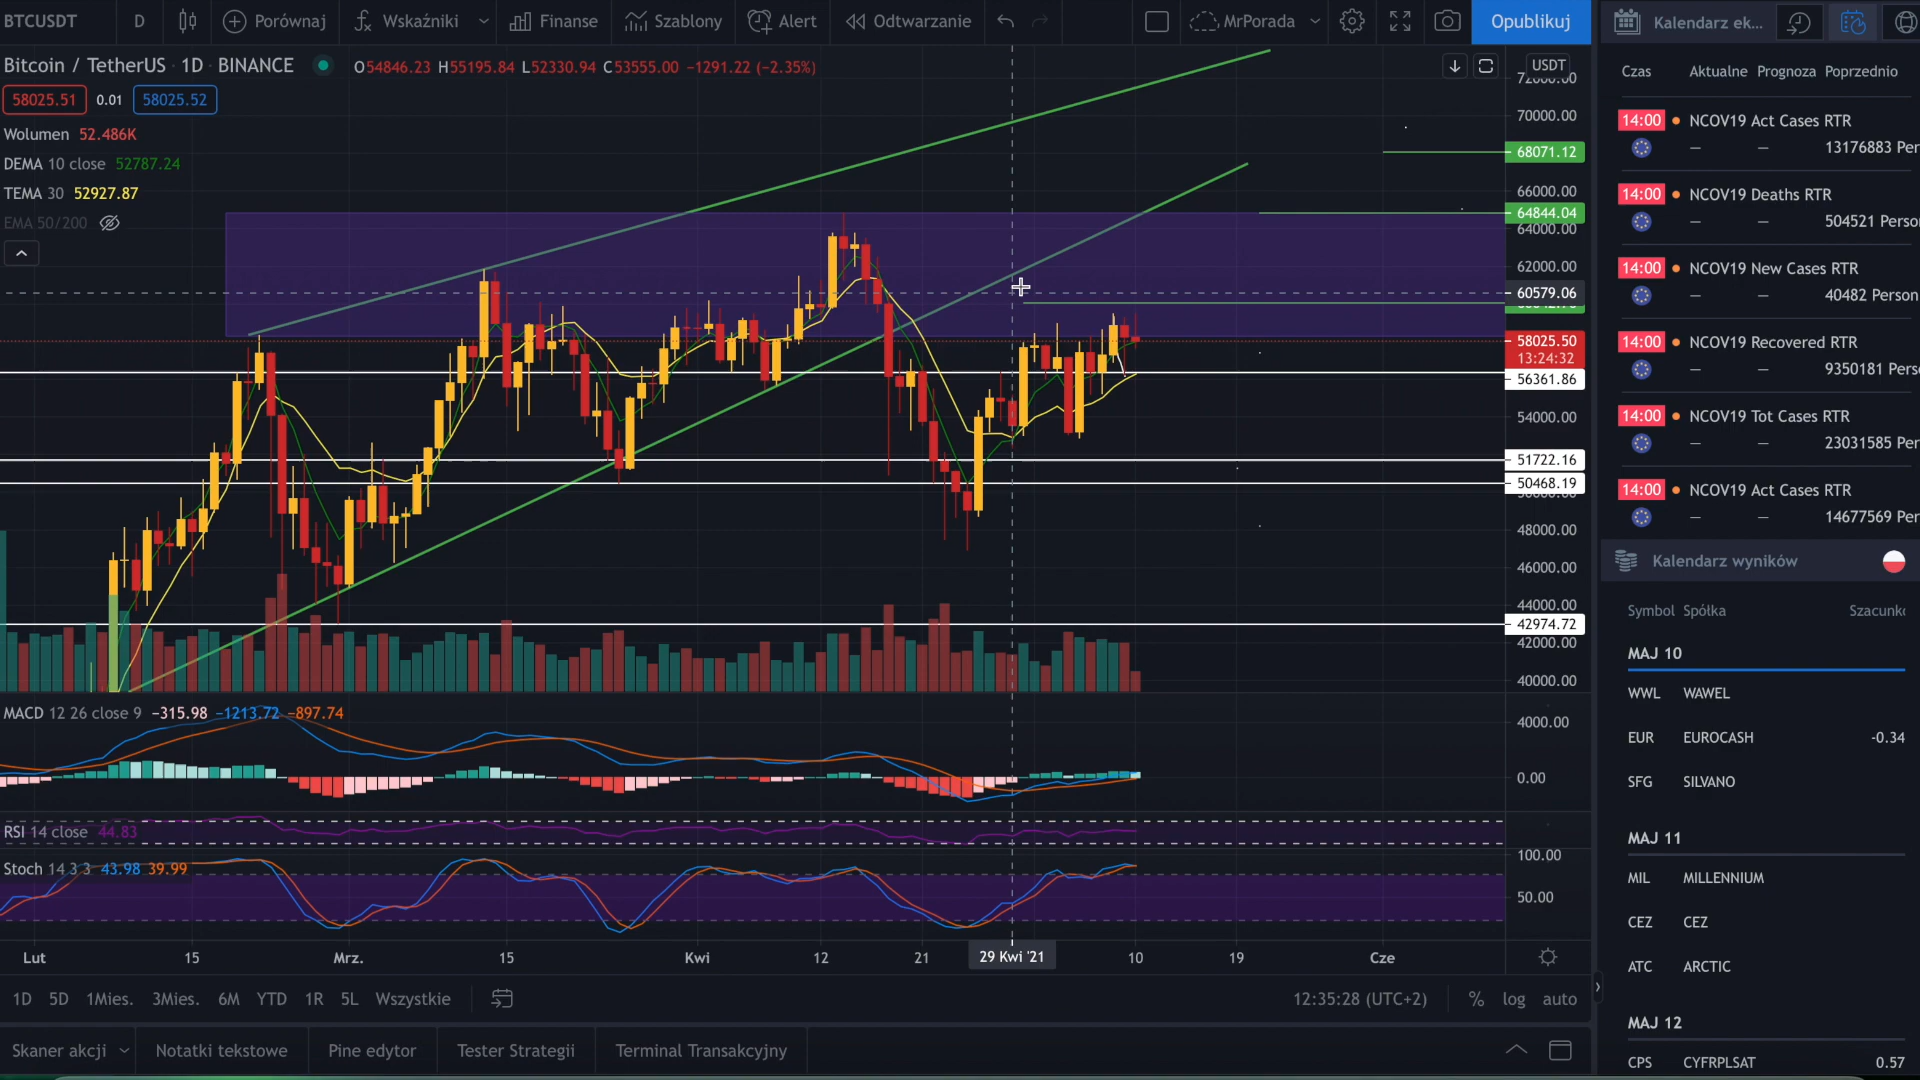 BTCUSDT D Porównaj Wskaźniki Finanse Szablony Alert Odtwarzanie MrPorada Opublikuj
Bitcoin / TetherUS · 1D · BINANCE O54846.23 H55195.84 L52330.94 C53555.00 −1291.22 (−2.35%)
58025.51 0.01 58025.52
Wolumen 52.486K
DEMA 10 close 52787.24
TEMA 30 52927.87
EMA 50/200
USDT
72000.00
70000.00
68071.12
66000.00
64844.04
64000.00
62000.00
60579.06
58025.50
13:24:32
56361.86
54000.00
51722.16
50468.19
48000.00
46000.00
44000.00
42974.72
42000.00
40000.00
MACD 12 26 close 9 −315.98 −1213.72 −897.74
4000.00
0.00
RSI 14 close 44.83
Stoch 14 3 3 43.98 39.99
100.00
50.00
Lut 15 Mrz. 15 Kwi 12 21 29 Kwi '21 10 19 Cze
1D 5D 1Mies. 3Mies. 6M YTD 1R 5L Wszystkie 12:35:28 (UTC+2) % log auto
Skaner akcji Notatki tekstowe Pine edytor Tester Strategii Terminal Transakcyjny
Kalendarz ek...
Czas Aktualne Prognoza Poprzednio
14:00 NCOV19 Act Cases RTR
— — 13176883 Per
14:00 NCOV19 Deaths RTR
— — 504521 Perso
14:00 NCOV19 New Cases RTR
— — 40482 Person
14:00 NCOV19 Recovered RTR
— — 9350181 Perso
14:00 NCOV19 Tot Cases RTR
— — 23031585 Per
14:00 NCOV19 Act Cases RTR
— — 14677569 Per
Kalendarz wyników
Symbol Spółka Szacunk
MAJ 10
WWL WAWEL
EUR EUROCASH -0.34
SFG SILVANO
MAJ 11
MIL MILLENNIUM
CEZ CEZ
ATC ARCTIC
MAJ 12
CPS CYFRPLSAT 0.57